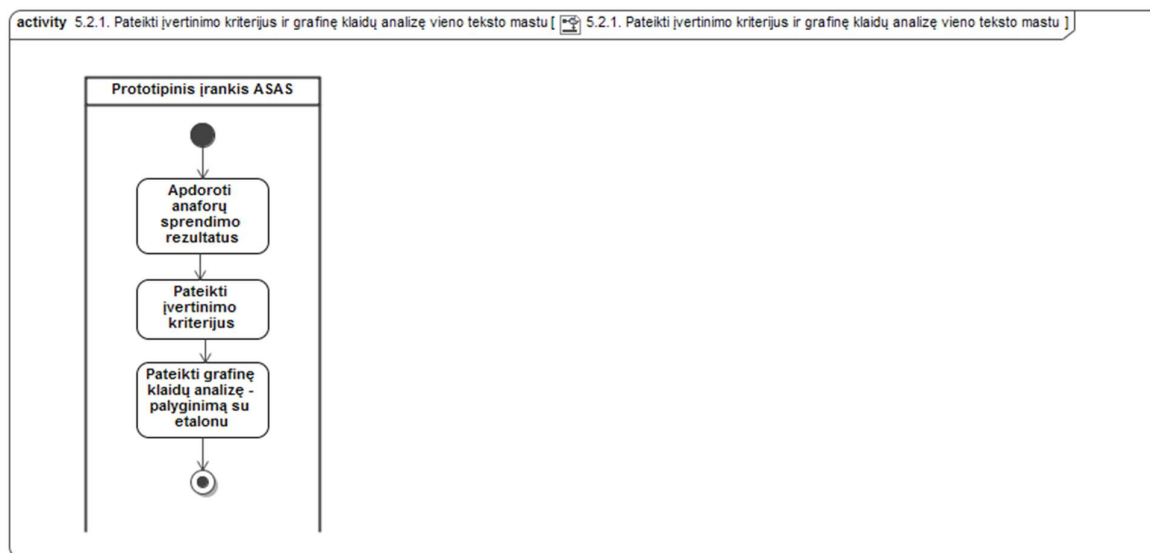 activity 5.2.1. Pateikti įvertinimo kriterijus ir grafinę klaidų analizę vieno teksto mastu [ 5.2.1. Pateikti įvertinimo kriterijus ir grafinę klaidų analizę vieno teksto mastu ]
Prototipinis įrankis ASAS
Apdoroti
anaforų
sprendimo
rezultatus
Pateikti
įvertinimo
kriterijus
Pateikti grafinę
klaidų analizę -
palyginimą su
etalonu